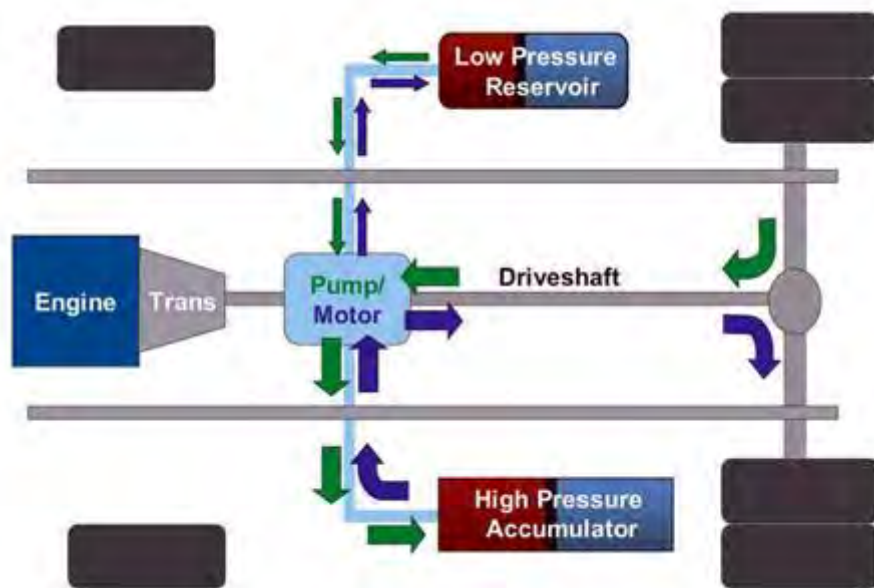 Low Pressure
Reservoir
Engine
Trans
Pump/
Motor
Driveshaft
High Pressure
Accumulator